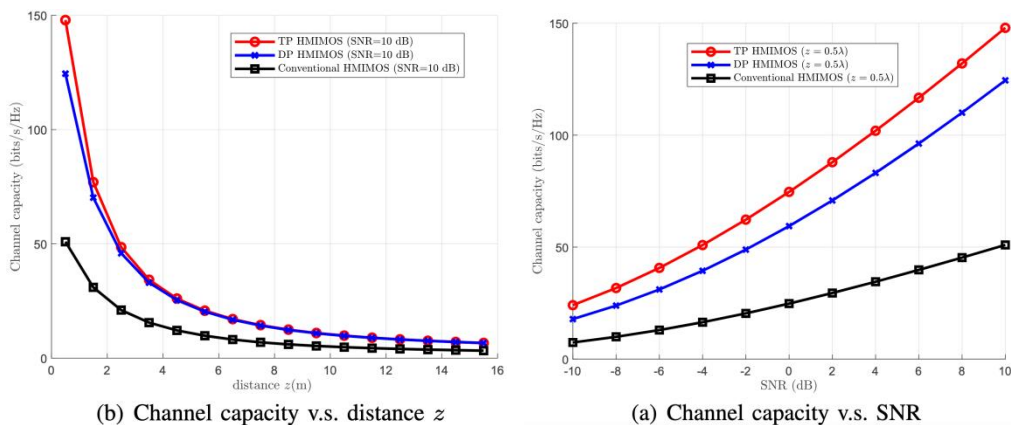 150
100
50
0
Channel capacity (bits/s/Hz)
TP HMIMOS (SNR=10 dB)
DP HMIMOS (SNR=10 dB)
Conventional HMIMOS (SNR=10 dB)
0 2 4 6 8 10 12 14 16
distance z(m)
(b) Channel capacity v.s. distance z
150
100
50
0
Channel capacity (bits/s/Hz)
TP HMIMOS (z = 0.5λ)
DP HMIMOS (z = 0.5λ)
Conventional HMIMOS (z = 0.5λ)
-10 -8 -6 -4 -2 0 2 4 6 8 10
SNR (dB)
(a) Channel capacity v.s. SNR